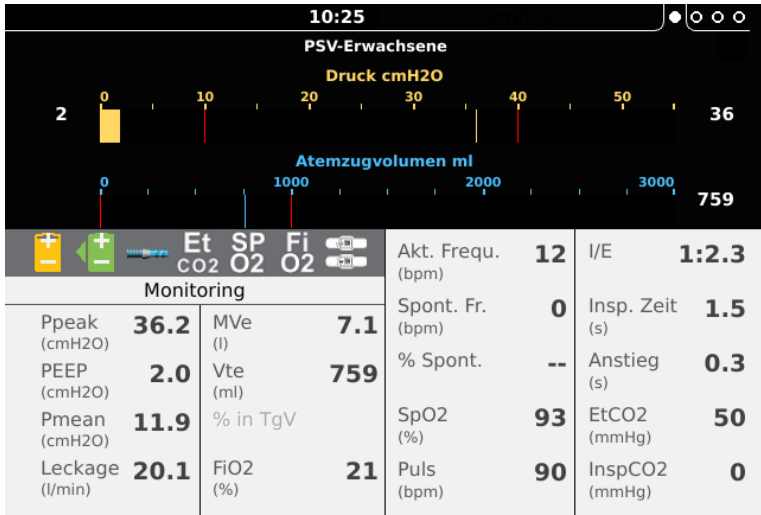 10:25
PSV-Erwachsene
Druck cmH2O
0 10 20 30 40 50
2 36
Atemzugvolumen ml
0 1000 2000 3000
759
Et CO2 SP O2 Fi O2
Monitoring
Ppeak (cmH2O) 36.2
PEEP (cmH2O) 2.0
Pmean (cmH2O) 11.9
Leckage (l/min) 20.1
MVe (l) 7.1
Vte (ml) 759
% in TgV
FiO2 (%) 21
Akt. Frequ. (bpm) 12
Spont. Fr. (bpm) 0
% Spont. --
SpO2 (%) 93
Puls (bpm) 90
I/E 1:2.3
Insp. Zeit (s) 1.5
Anstieg (s) 0.3
EtCO2 (mmHg) 50
InspCO2 (mmHg) 0